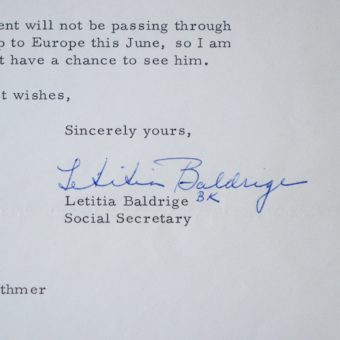 ent will not be passing through
p to Europe this June, so I am
t have a chance to see him.
t wishes,
Sincerely yours,
Letitia Baldrige
BK
Letitia Baldrige
Social Secretary
thmer